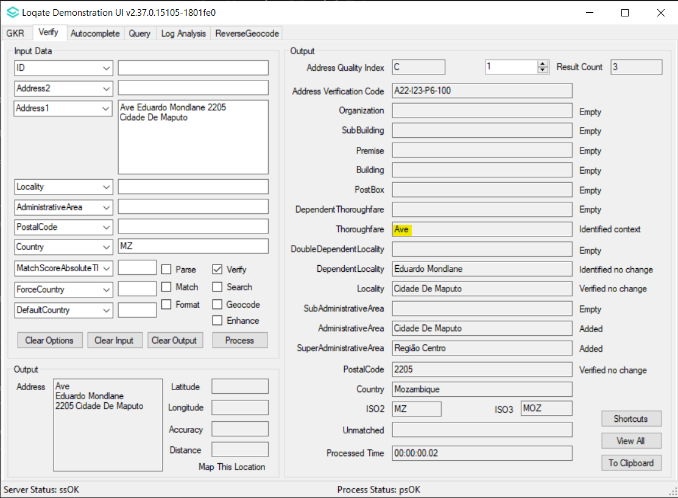 Loqate Demonstration UI v2.37.0.15105-1801fe0
GKR Verify Autocomplete Query Log Analysis ReverseGeocode
Input Data
ID
Address2
Address1
Ave Eduardo Mondlane 2205
Cidade De Maputo
Locality
AdministrativeArea
PostalCode
Country MZ
MatchScoreAbsoluteTl Parse Verify
ForceCountry Match Search
DefaultCountry Format Geocode
Enhance
Clear Options Clear Input Clear Output Process
Output
Address
Ave
Eduardo Mondlane
2205 Cidade De Maputo
Latitude
Longitude
Accuracy
Distance
Map This Location
Output
Address Quality Index C 1 Result Count 3
Address Verification Code A22-I23-P6-100
Organization Empty
SubBuilding Empty
Premise Empty
Building Empty
PostBox Empty
DependentThoroughfare Empty
Thoroughfare Ave Identified context
DoubleDependentLocality Empty
DependentLocality Eduardo Mondlane Identified no change
Locality Cidade De Maputo Verified no change
SubAdministrativeArea Empty
AdministrativeArea Cidade De Maputo Added
SuperAdministrativeArea Região Centro Added
PostalCode 2205 Verified no change
Country Mozambique
ISO2 MZ ISO3 MOZ
Unmatched
Processed Time 00:00:00.02
Shortcuts
View All
To Clipboard
Server Status: ssOK Process Status: psOK